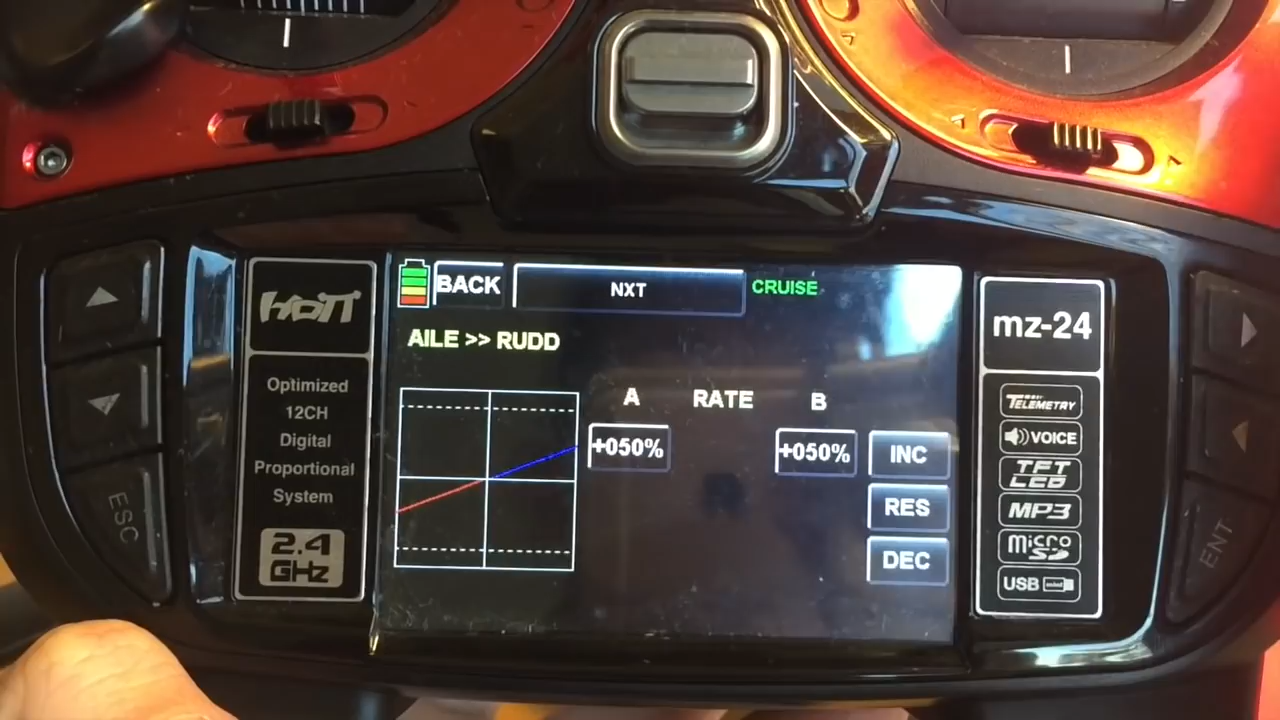 BACK
NXT
CRUISE
AILE >> RUDD
A RATE B
+050% +050%
INC
RES
DEC
HoTT
Optimized
12CH
Digital
Proportional
System
2.4
GHz
ESC
mz-24
TELEMETRY
VOICE
TFT
LCD
MP3
micro
SD
USB
ENT